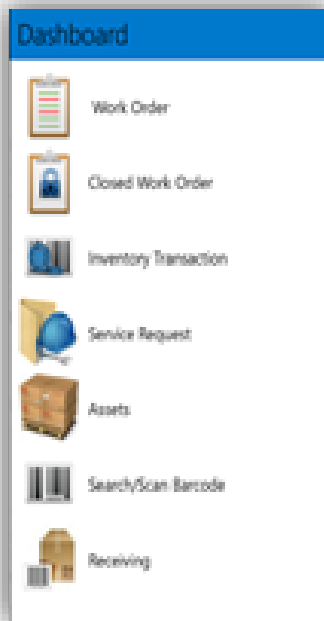 Dashboard
Work Order
Closed Work Order
Inventory Transaction
Service Request
Assets
Search/Scan Barcode
Receiving